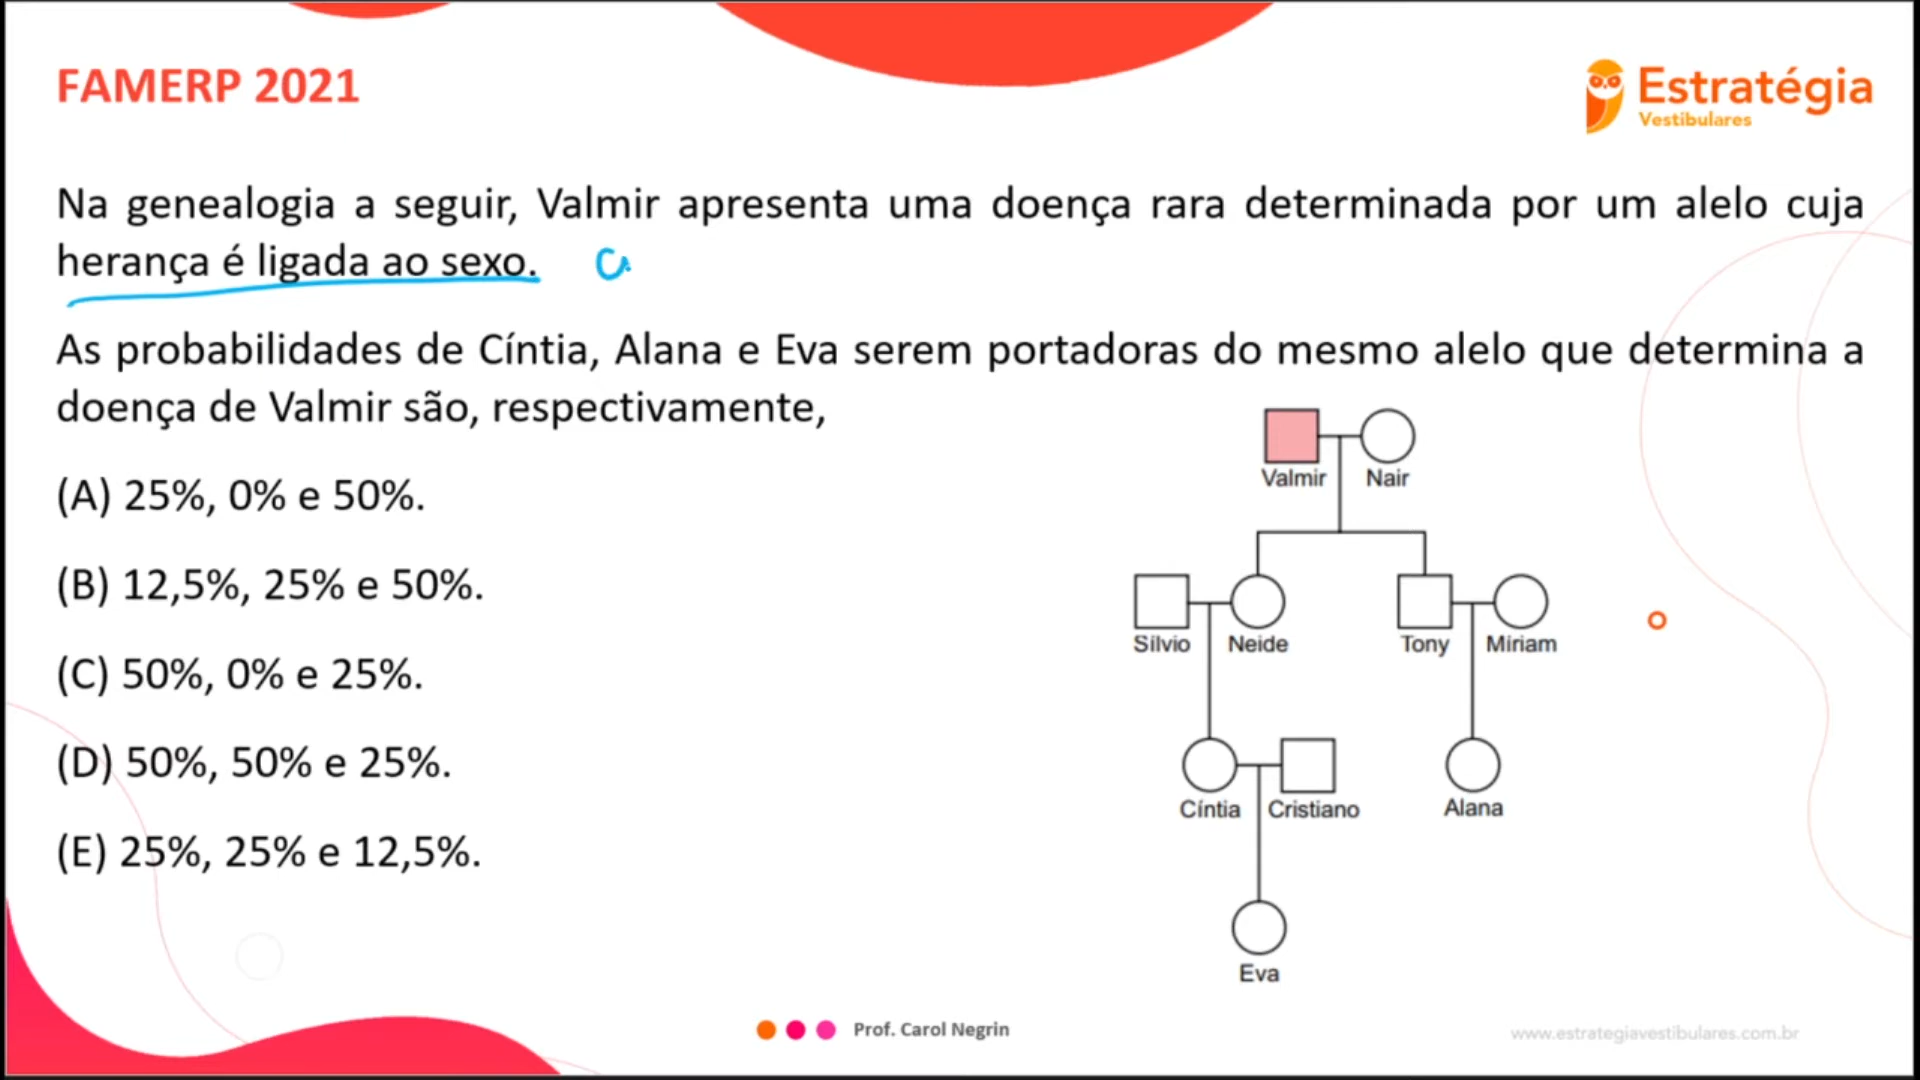 FAMERP 2021
Estratégia
Vestibulares
Na genealogia a seguir, Valmir apresenta uma doença rara determinada por um alelo cuja
herança é ligada ao sexo.
As probabilidades de Cíntia, Alana e Eva serem portadoras do mesmo alelo que determina a
doença de Valmir são, respectivamente,
(A) 25%, 0% e 50%.
(B) 12,5%, 25% e 50%.
(C) 50%, 0% e 25%.
(D) 50%, 50% e 25%.
(E) 25%, 25% e 12,5%.
Valmir Nair
Sílvio Neide Tony Míriam
Cíntia Cristiano Alana
Eva
Prof. Carol Negrin
www.estrategiavestibulares.com.br